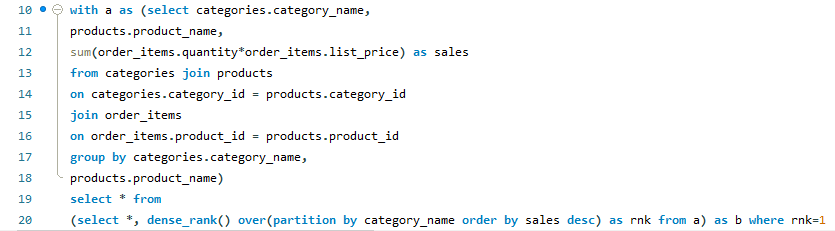 10 with a as (select categories.category_name,
11 products.product_name,
12 sum(order_items.quantity*order_items.list_price) as sales
13 from categories join products
14 on categories.category_id = products.category_id
15 join order_items
16 on order_items.product_id = products.product_id
17 group by categories.category_name,
18 products.product_name)
19 select * from
20 (select *, dense_rank() over(partition by category_name order by sales desc) as rnk from a) as b where rnk=1